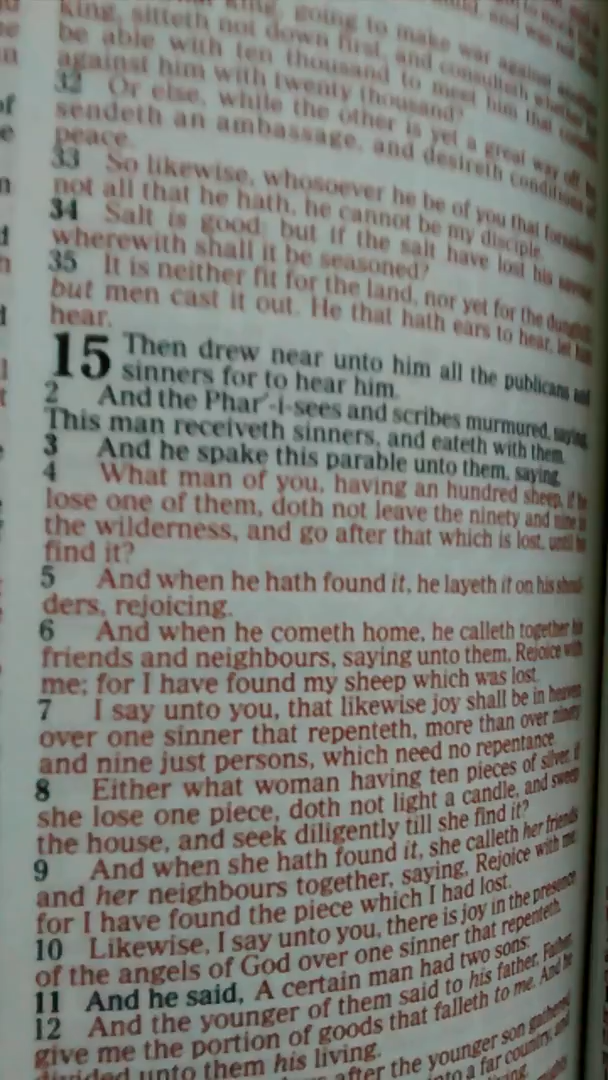 king, going to make war against another
king, sitteth not down first, and consulteth whether he
be able with ten thousand to meet him that cometh
against him with twenty thousand?
32 Or else, while the other is yet a great way off, he
sendeth an ambassage, and desireth conditions of
peace.
33 So likewise, whosoever he be of you that forsaketh
not all that he hath, he cannot be my disciple.
34 Salt is good: but if the salt have lost his savour,
wherewith shall it be seasoned?
35 It is neither fit for the land, nor yet for the dunghill;
but men cast it out. He that hath ears to hear, let him
hear.
15 Then drew near unto him all the publicans and
sinners for to hear him.
2 And the Phar'-i-sees and scribes murmured, saying,
This man receiveth sinners, and eateth with them.
3 And he spake this parable unto them, saying,
4 What man of you, having an hundred sheep, if he
lose one of them, doth not leave the ninety and nine in
the wilderness, and go after that which is lost, until he
find it?
5 And when he hath found it, he layeth it on his shoul-
ders, rejoicing.
6 And when he cometh home, he calleth together his
friends and neighbours, saying unto them, Rejoice with
me; for I have found my sheep which was lost.
7 I say unto you, that likewise joy shall be in heaven
over one sinner that repenteth, more than over ninety
and nine just persons, which need no repentance.
8 Either what woman having ten pieces of silver, if
she lose one piece, doth not light a candle, and sweep
the house, and seek diligently till she find it?
9 And when she hath found it, she calleth her friends
and her neighbours together, saying, Rejoice with me;
for I have found the piece which I had lost.
10 Likewise, I say unto you, there is joy in the presence
of the angels of God over one sinner that repenteth.
11 And he said, A certain man had two sons:
12 And the younger of them said to his father, Father,
give me the portion of goods that falleth to me. And he
divided unto them his living.
after the younger son gathered
into a far country, and